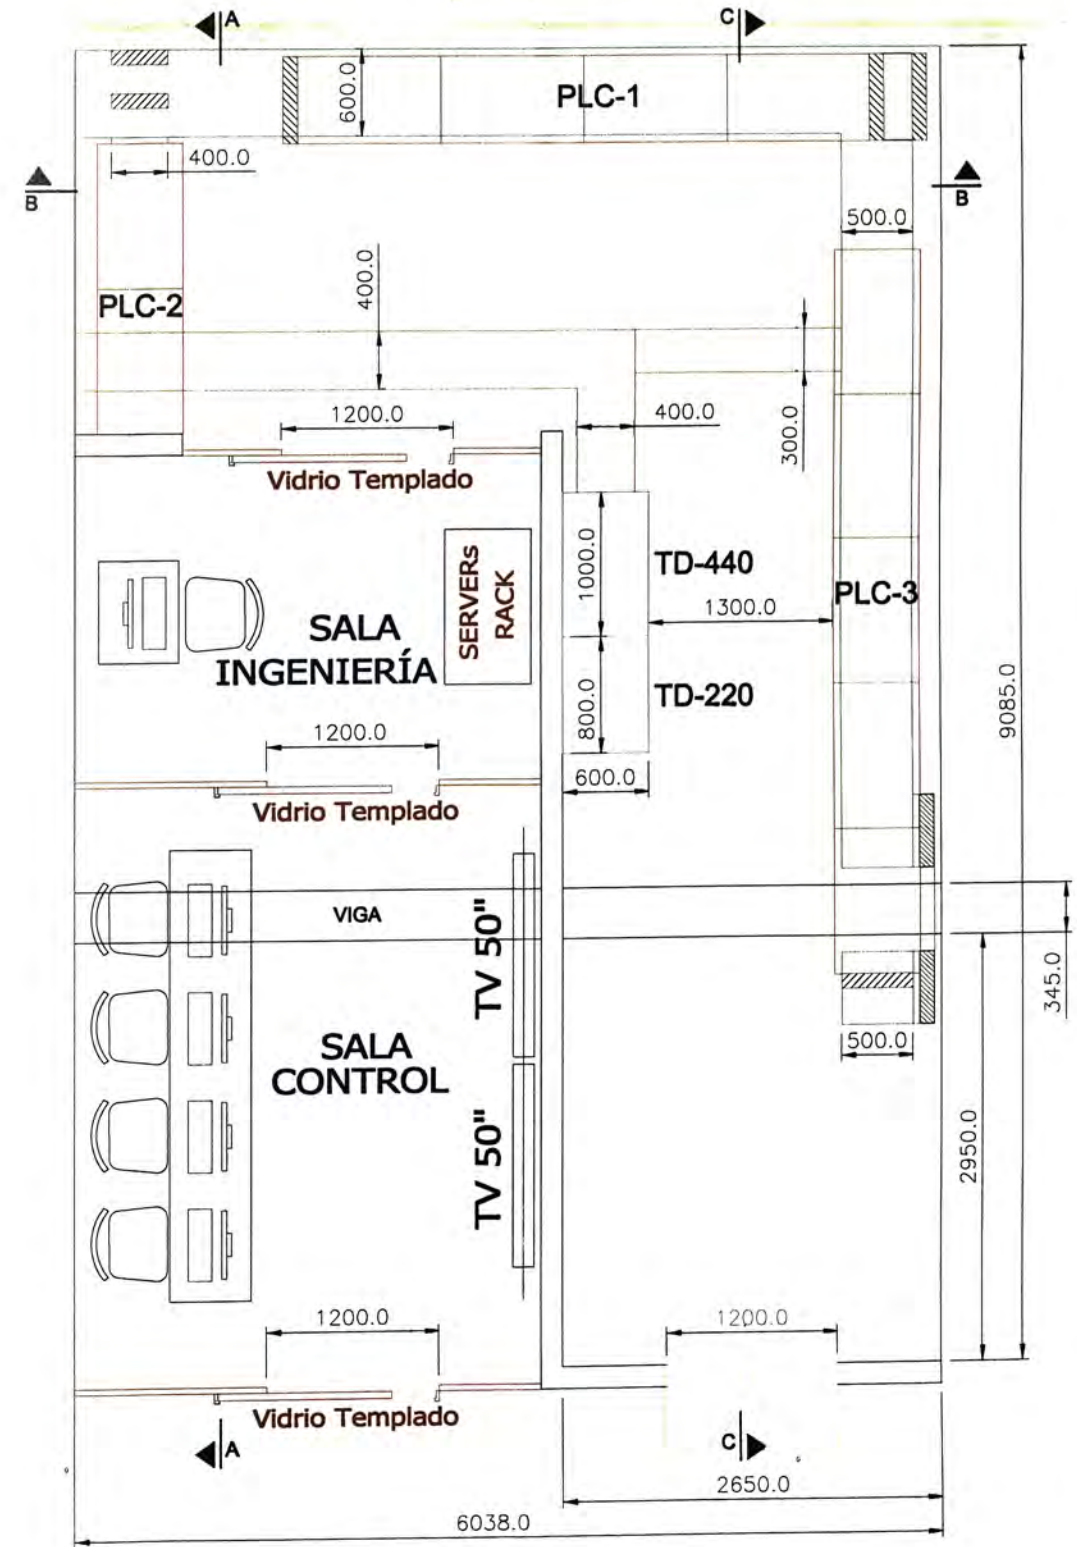 A
C
600.0
PLC-1
400.0
B
B
500.0
400.0
PLC-2
300.0
1200.0
400.0
Vidrio Templado
SERVERs
RACK
1000.0
TD-440
1300.0
PLC-3
SALA
INGENIERÍA
800.0
TD-220
9085.0
1200.0
600.0
Vidrio Templado
VIGA
TV 50"
345.0
SALA
CONTROL
500.0
TV 50"
2950.0
1200.0
1200.0
Vidrio Templado
A
C
2650.0
6038.0